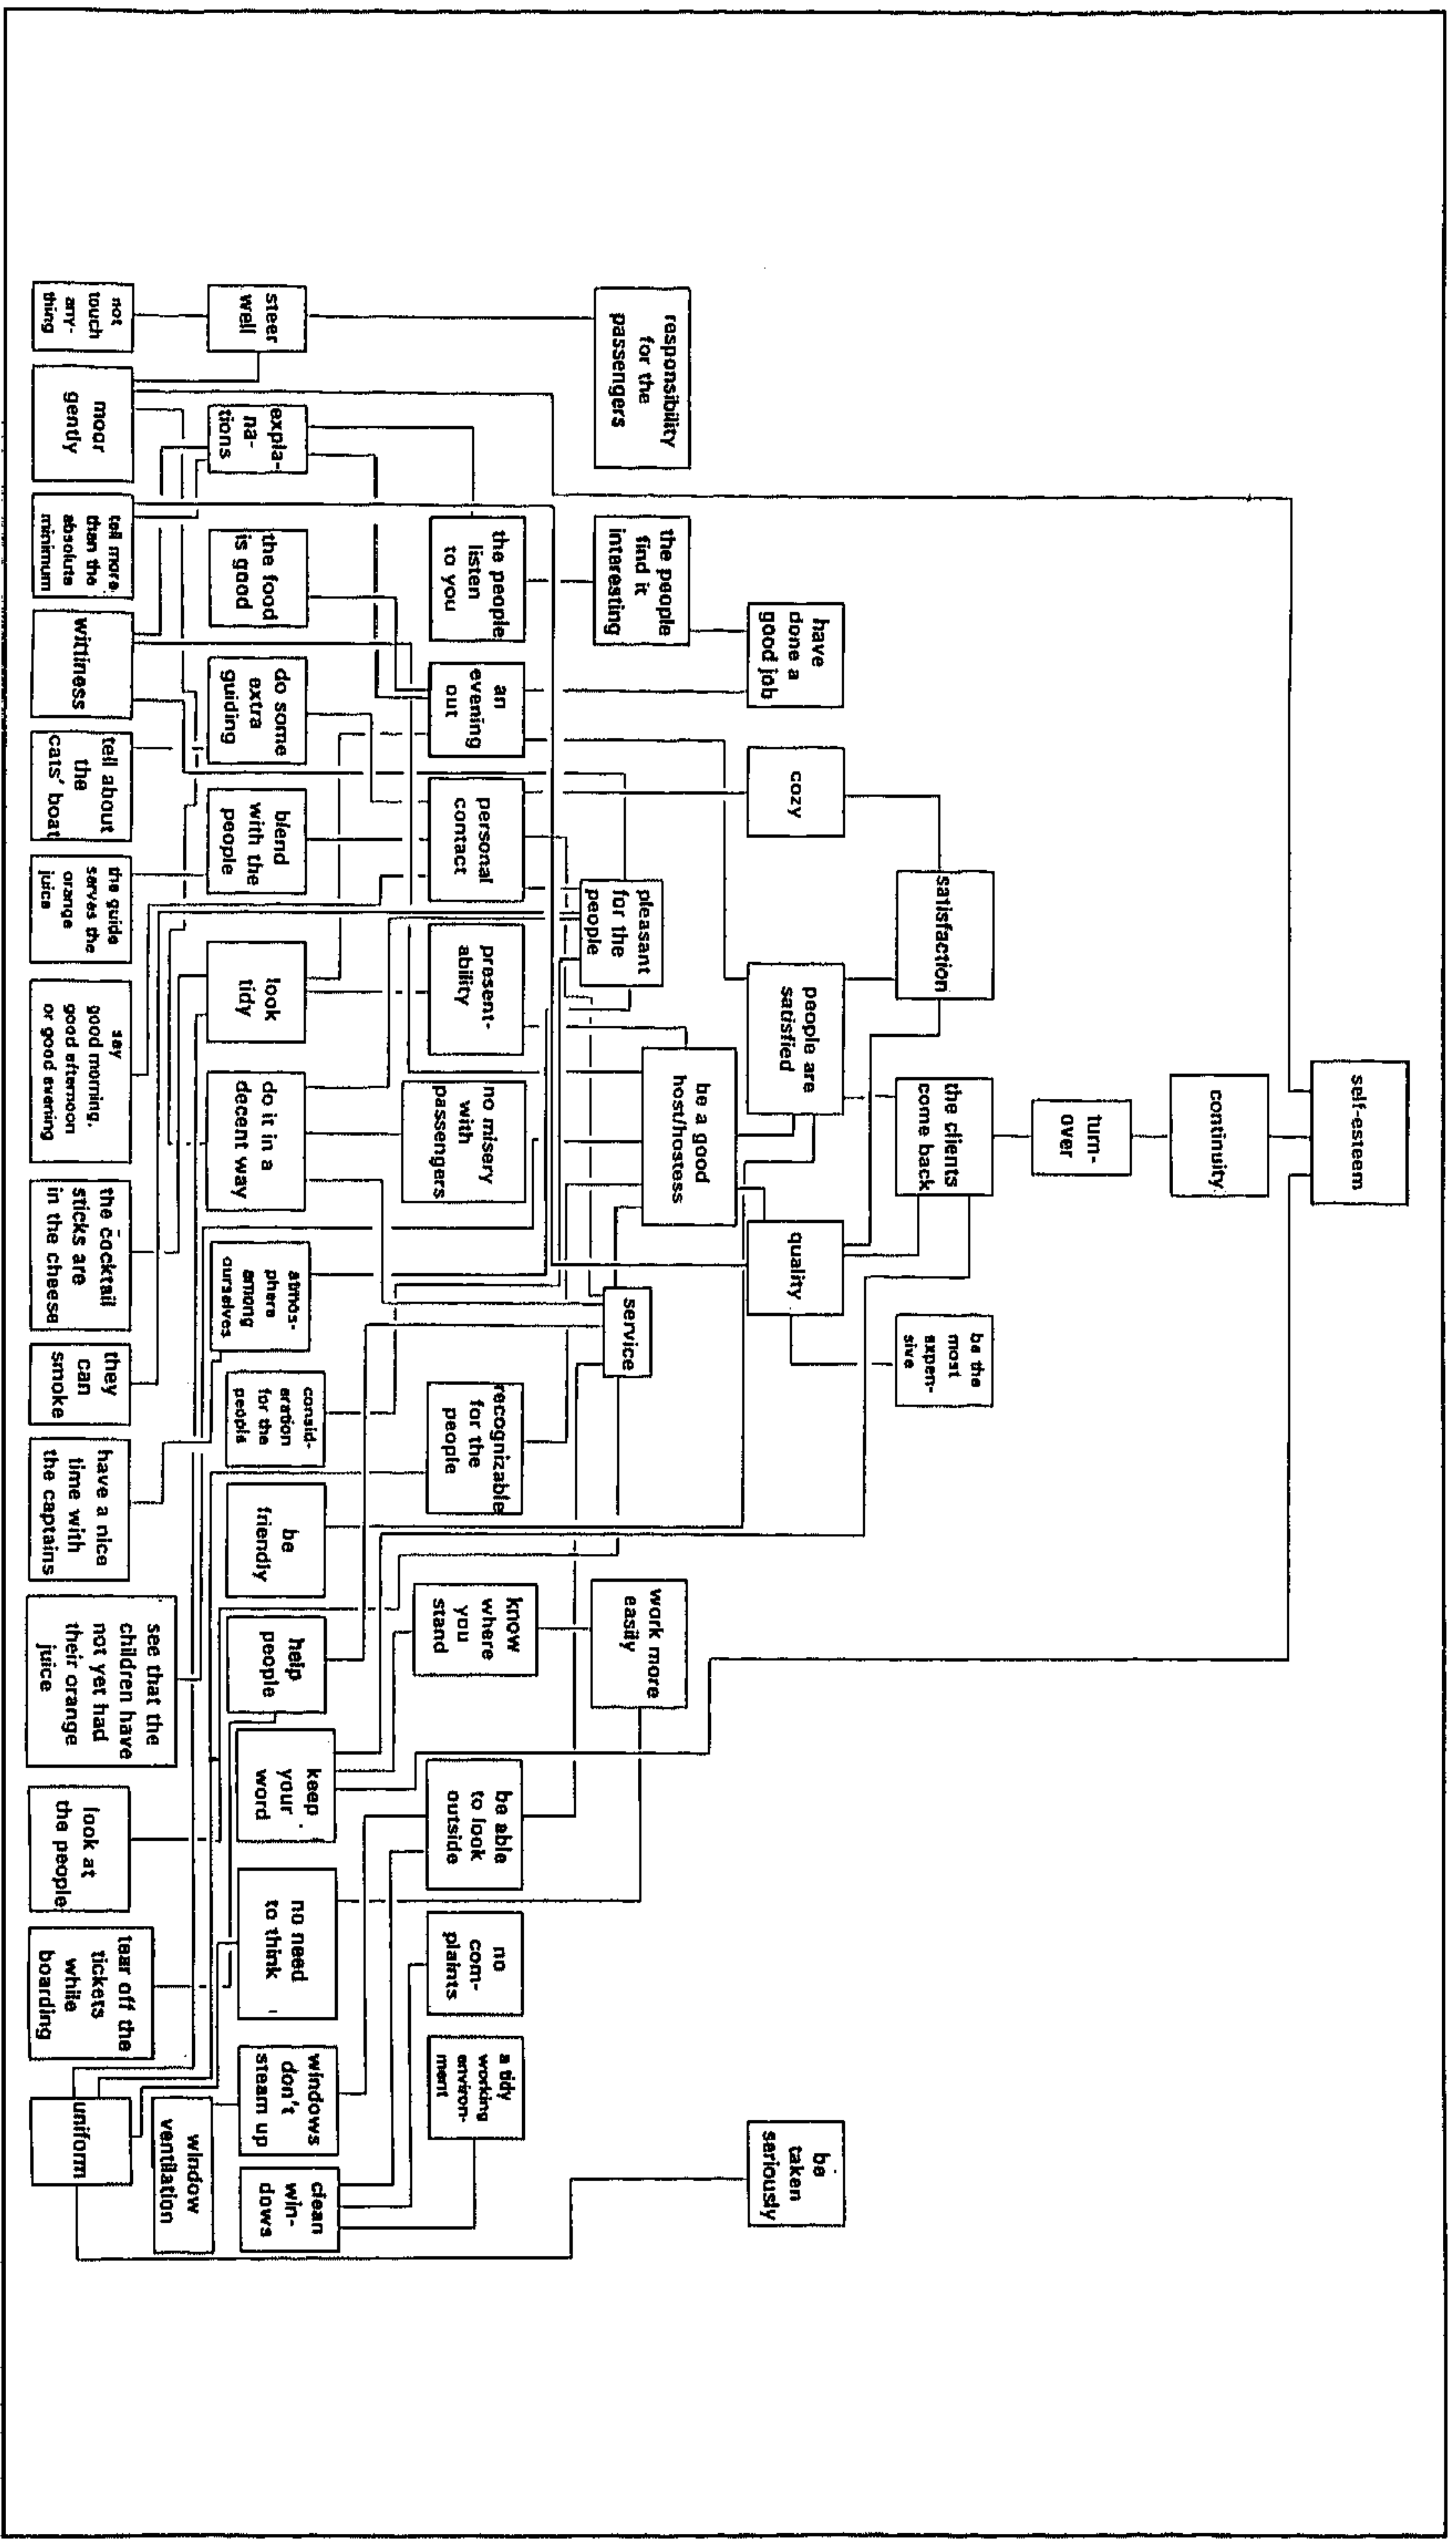 self-esteem
continuity
turn-
over
the clients
come back
satisfaction
be the
most
expen-
sive
have
done a
good job
cozy
people are
satisfied
quality
be
taken
seriously
responsibility
for the
passengers
the people
find it
interesting
pleasant
for the
people
be a good
host/hostess
service
work more
easily
the people
listen
to you
an
evening
out
personal
contact
present-
ability
no misery
with
passengers
recognizable
for the
people
know
where
you
stand
be able
to look
outside
no
com-
plaints
a tidy
working
environ-
ment
steer
well
expla-
na-
tions
the food
is good
do some
extra
guiding
blend
with the
people
look
tidy
do it in a
decent way
atmos-
phere
among
ourselves
consid-
eration
for the
people
be
friendly
help
people
keep
your
word
no need
to think
windows
don't
steam up
clean
win-
dows
window
ventilation
not
touch
any-
thing
moor
gently
tell more
than the
absolute
minimum
wittiness
tell about
the
cats' boat
the guide
serves the
orange
juice
say
good morning,
good afternoon
or good evening
the cocktail
sticks are
in the cheese
they
can
smoke
have a nice
time with
the captains
see that the
children have
not yet had
their orange
juice
look at
the people
tear off the
tickets
while
boarding
uniform